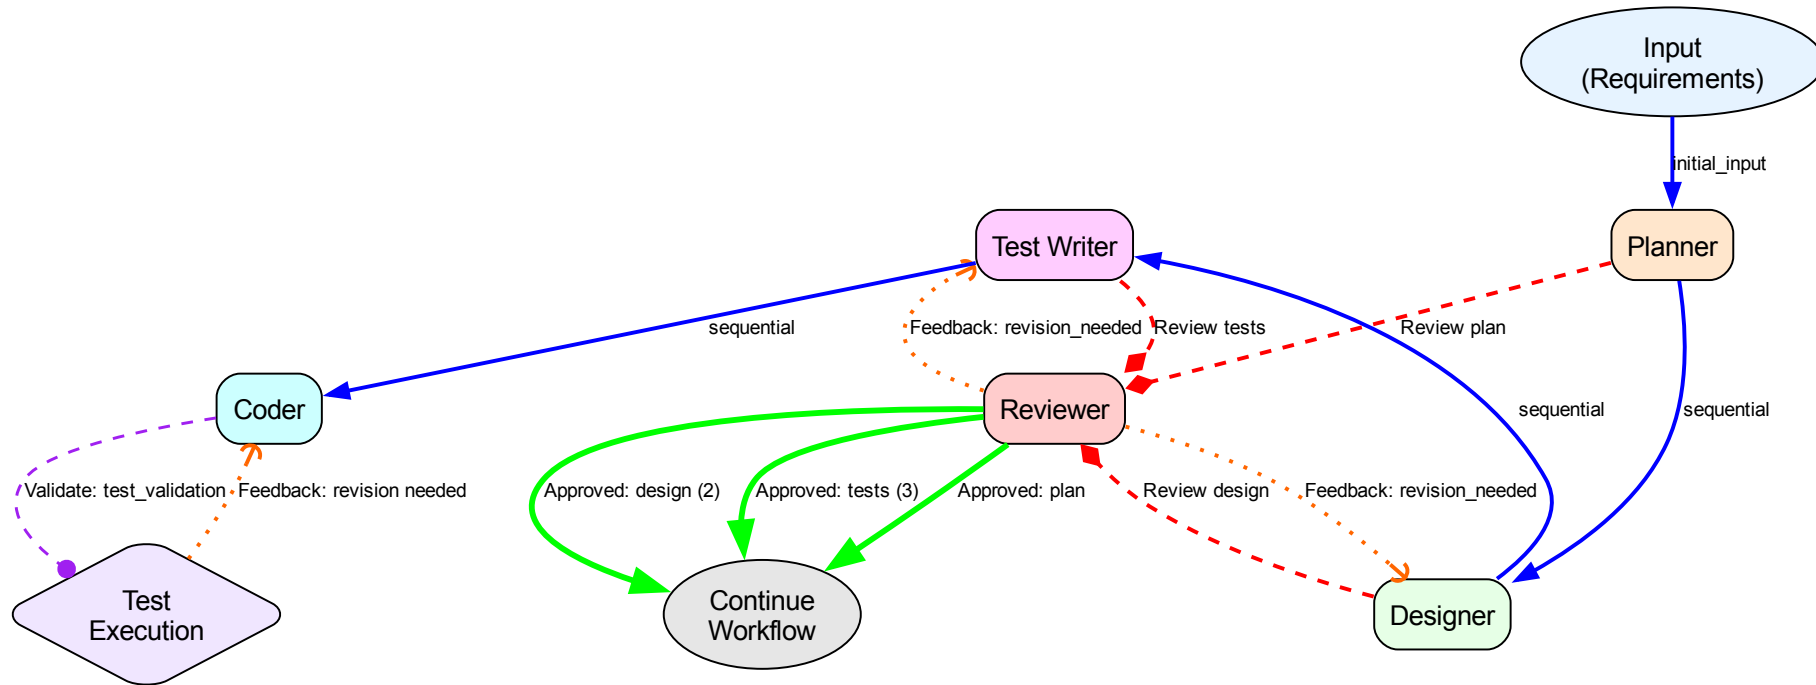 Input
(Requirements)
initial_input
Test Writer
Planner
sequential
Feedback: revision_needed
Review tests
Review plan
Coder
Reviewer
sequential
sequential
Validate: test_validation
Feedback: revision needed
Approved: design (2)
Approved: tests (3)
Approved: plan
Review design
Feedback: revision_needed
Test
Execution
Continue
Workflow
Designer